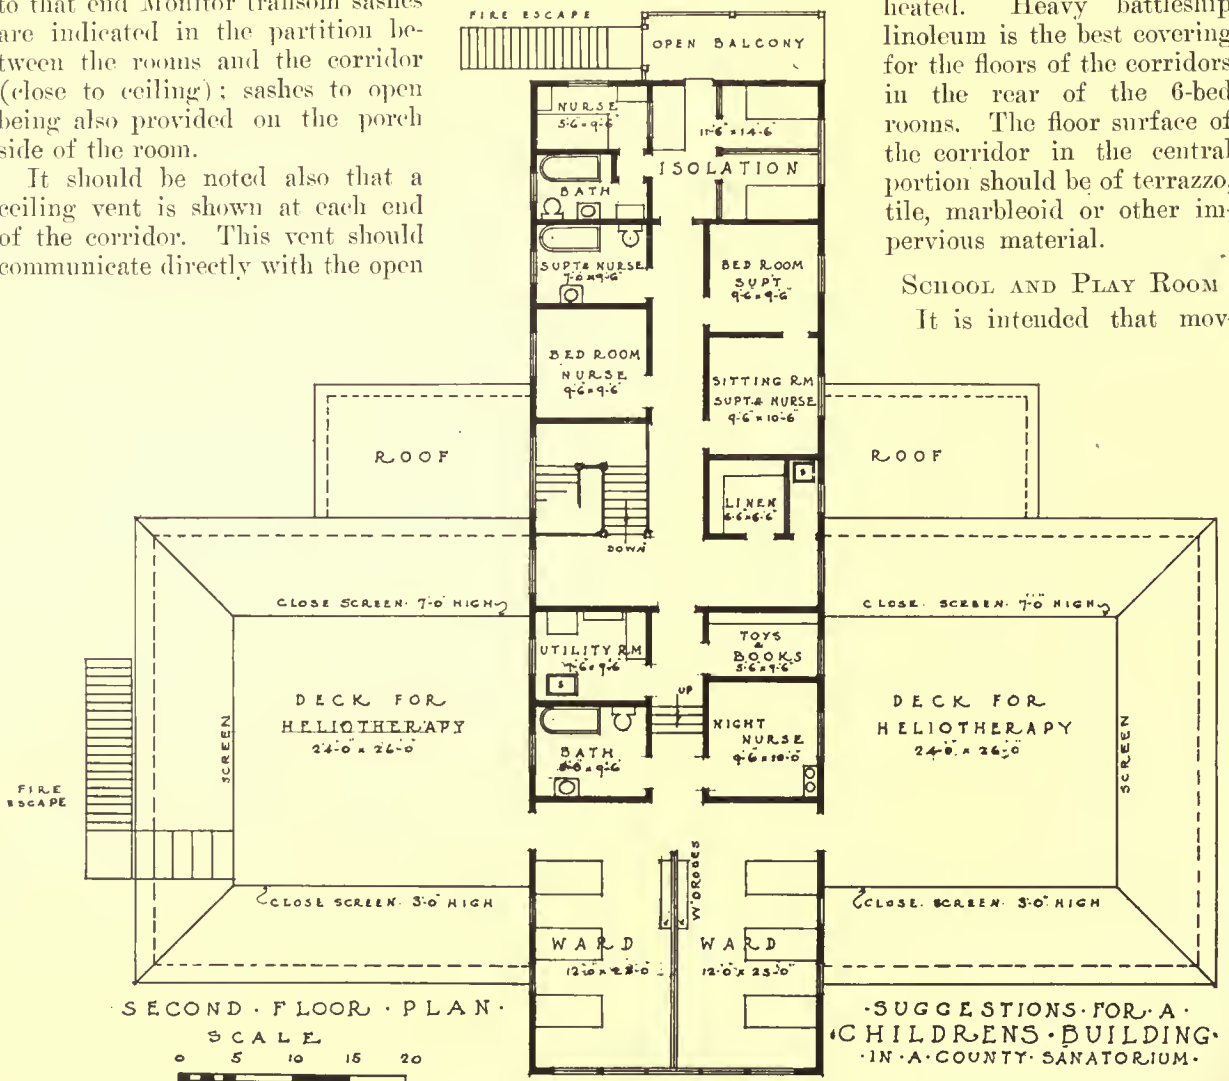 to that end Monitor transom sashes
are indicated in the partition be-
tween the rooms and the corridor
(close to ceiling); sashes to open
being also provided on the porch
side of the room.
It should be noted also that a
ceiling vent is shown at each end
of the corridor. This vent should
communicate directly with the open
heated. Heavy battleship
linoleum is the best covering
for the floors of the corridors
in the rear of the 6-bed
rooms. The floor surface of
the corridor in the central
portion should be of terrazzo,
tile, marbleoid or other im-
pervious material.
SCHOOL AND PLAY ROOM
It is intended that mov-
FIRE ESCAPE
OPEN BALCONY
NURSE
5-6 x 9-6
11-6 x 14-6
ISOLATION
BATH
SUPT & NURSE
7-0 x 9-6
BED ROOM
SUPT
9-6 x 9-6
BED ROOM
NURSE
9-6 x 9-6
SITTING RM
SUPT & NURSE
9-6 x 10-6
ROOF
ROOF
LINEN
6-6 x 6-6
S
DOWN
CLOSE SCREEN 7-0 HIGH
CLOSE SCREEN 7-0 HIGH
UTILITY RM
7-6 x 9-6
S
TOYS
&
BOOKS
5-6 x 9-6
UP
DECK FOR
HELIOTHERAPY
24-0 x 26-0
SCREEN
NIGHT
NURSE
9-6 x 10-0
BATH
8-0 x 9-6
DECK FOR
HELIOTHERAPY
24-0 x 26-0
SCREEN
FIRE
ESCAPE
W'DROBES
CLOSE SCREEN 3-0 HIGH
CLOSE SCREEN 3-0 HIGH
WARD
12-0 x 23-0
WARD
12-0 x 23-0
·SECOND·FLOOR·PLAN·
SCALE
0 5 10 15 20
·SUGGESTIONS·FOR·A·
·CHILDRENS·BUILDING·
·IN·A·COUNTY·SANATORIUM·